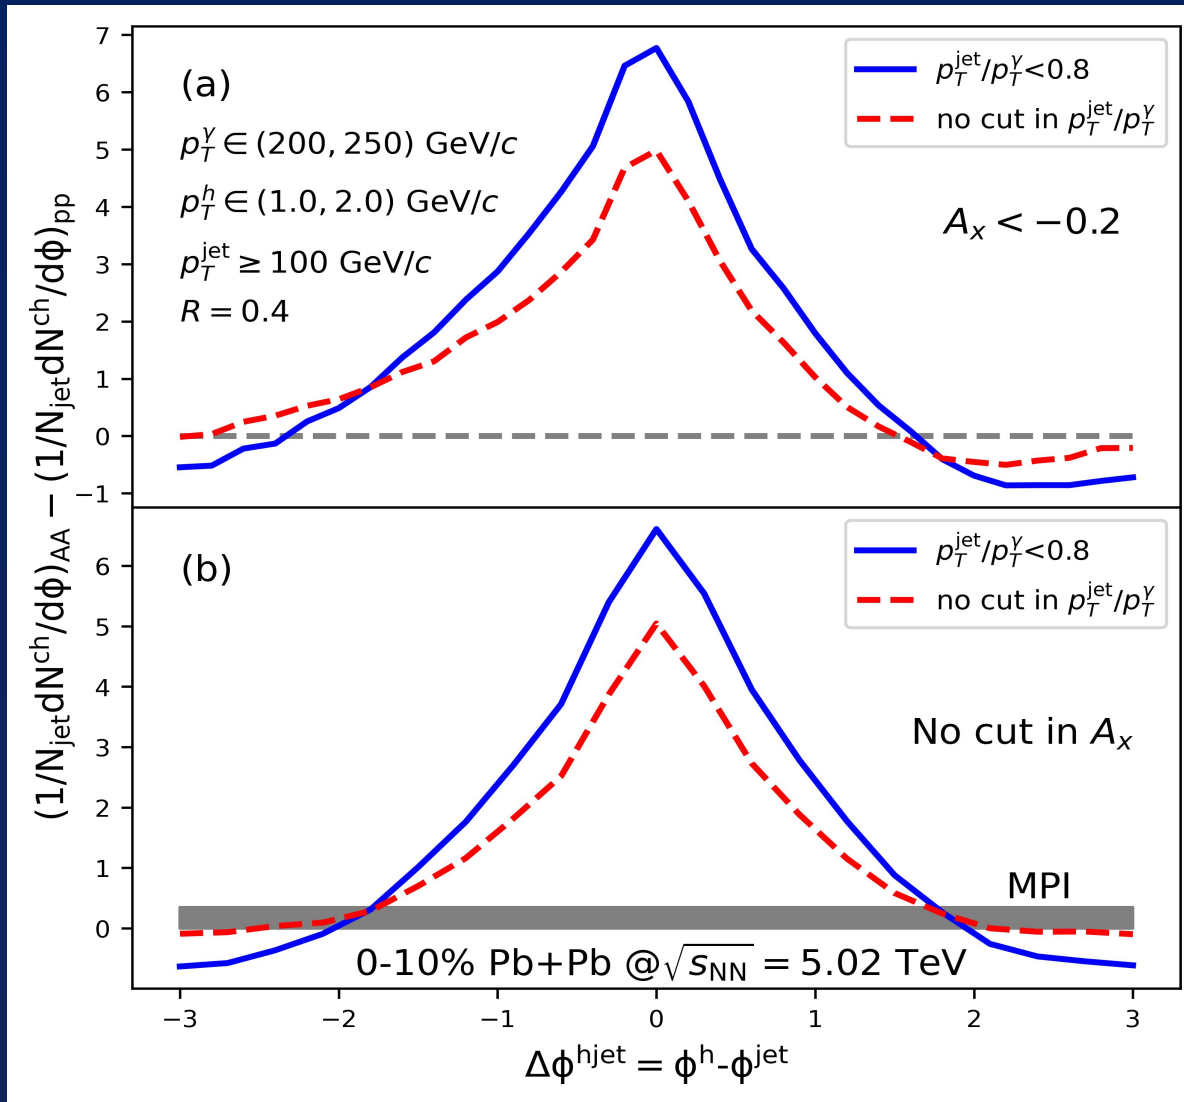 (1/N_jet dN^ch/dϕ)_AA − (1/N_jet dN^ch/dϕ)_pp
7
6
5
4
3
2
1
0
−1
(a)
p_T^γ ∈ (200, 250) GeV/c
p_T^h ∈ (1.0, 2.0) GeV/c
p_T^jet ≥ 100 GeV/c
R = 0.4
p_T^jet/p_T^γ<0.8
no cut in p_T^jet/p_T^γ
A_x < −0.2
6
5
4
3
2
1
0
(b)
p_T^jet/p_T^γ<0.8
no cut in p_T^jet/p_T^γ
No cut in A_x
MPI
0-10% Pb+Pb @√s_NN = 5.02 TeV
−3 −2 −1 0 1 2 3
Δϕ^hjet = ϕ^h-ϕ^jet